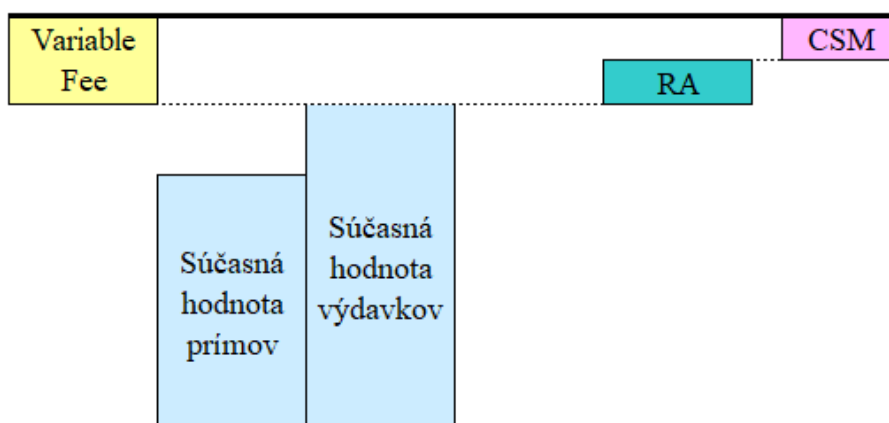 Variable
Fee
CSM
RA
Súčasná
hodnota
prímov
Súčasná
hodnota
výdavkov